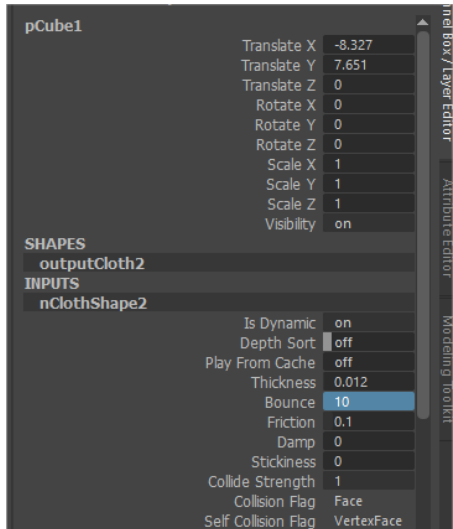 pCube1
Translate X -8.327
Translate Y 7.651
Translate Z 0
Rotate X 0
Rotate Y 0
Rotate Z 0
Scale X 1
Scale Y 1
Scale Z 1
Visibility on
SHAPES
outputCloth2
INPUTS
nClothShape2
Is Dynamic on
Depth Sort off
Play From Cache off
Thickness 0.012
Bounce 10
Friction 0.1
Damp 0
Stickiness 0
Collide Strength 1
Collision Flag Face
Self Collision Flag VertexFace
Box / Layer Editor
Attribute Editor
Modeling Toolkit